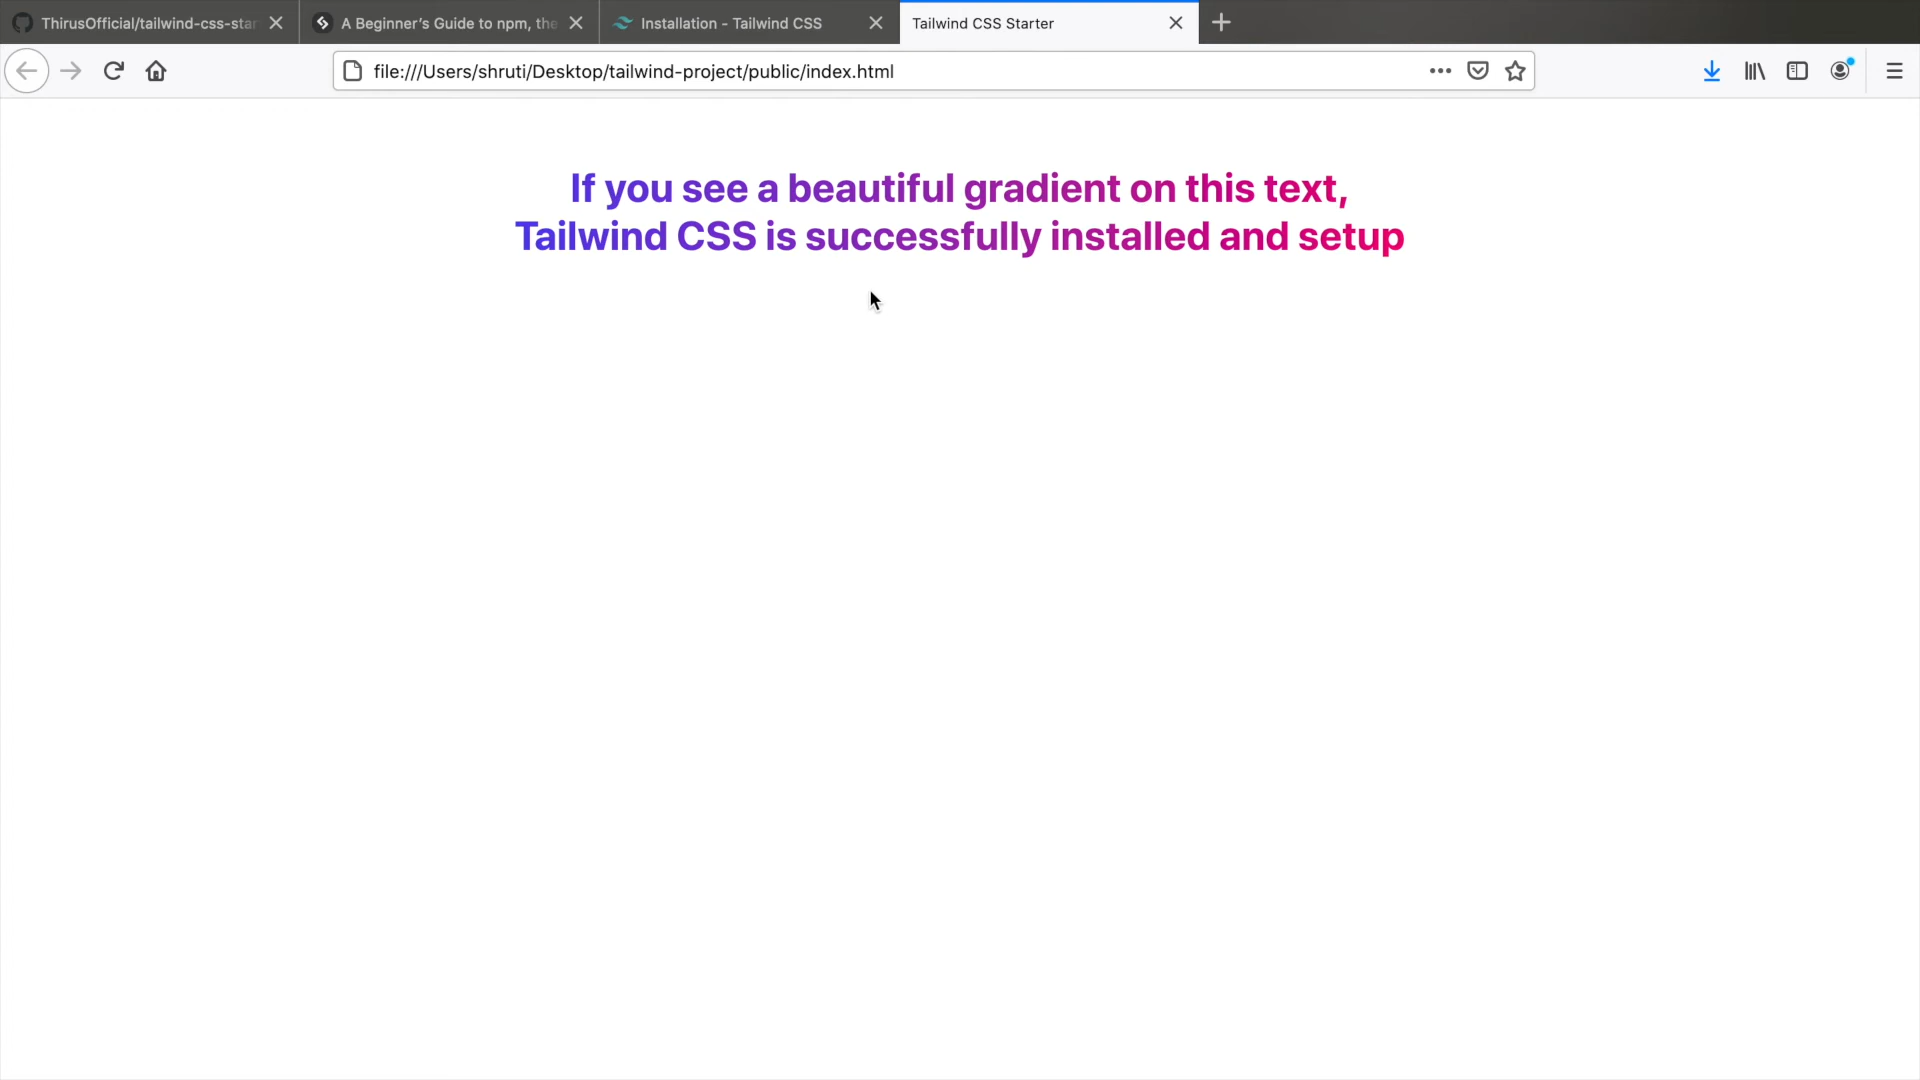 ThirusOfficial/tailwind-css-star
A Beginner's Guide to npm, the
Installation - Tailwind CSS
Tailwind CSS Starter
file:///Users/shruti/Desktop/tailwind-project/public/index.html
If you see a beautiful gradient on this text,
Tailwind CSS is successfully installed and setup